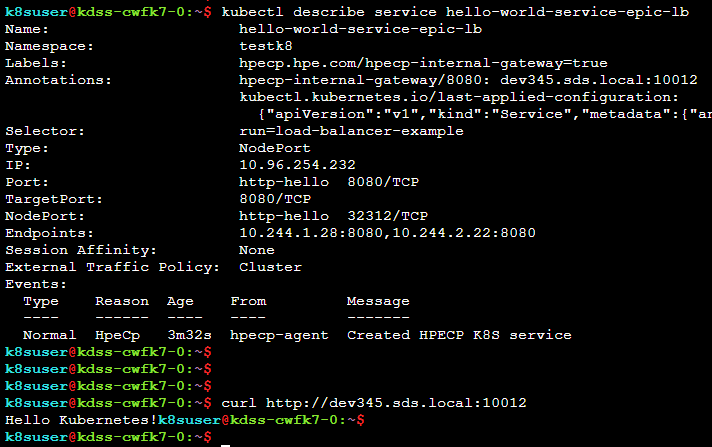 k8suser@kdss-cwfk7-0:~$ kubectl describe service hello-world-service-epic-lb
Name:                     hello-world-service-epic-lb
Namespace:                testk8
Labels:                   hpecp.hpe.com/hpecp-internal-gateway=true
Annotations:              hpecp-internal-gateway/8080: dev345.sds.local:10012
                          kubectl.kubernetes.io/last-applied-configuration:
                            {"apiVersion":"v1","kind":"Service","metadata":{"an
Selector:                 run=load-balancer-example
Type:                     NodePort
IP:                       10.96.254.232
Port:                     http-hello  8080/TCP
TargetPort:               8080/TCP
NodePort:                 http-hello  32312/TCP
Endpoints:                10.244.1.28:8080,10.244.2.22:8080
Session Affinity:         None
External Traffic Policy:  Cluster
Events:
  Type    Reason  Age    From         Message
  ----    ------  ----   ----         -------
  Normal  HpeCp   3m32s  hpecp-agent  Created HPECP K8S service
k8suser@kdss-cwfk7-0:~$
k8suser@kdss-cwfk7-0:~$
k8suser@kdss-cwfk7-0:~$
k8suser@kdss-cwfk7-0:~$ curl http://dev345.sds.local:10012
Hello Kubernetes!k8suser@kdss-cwfk7-0:~$
k8suser@kdss-cwfk7-0:~$